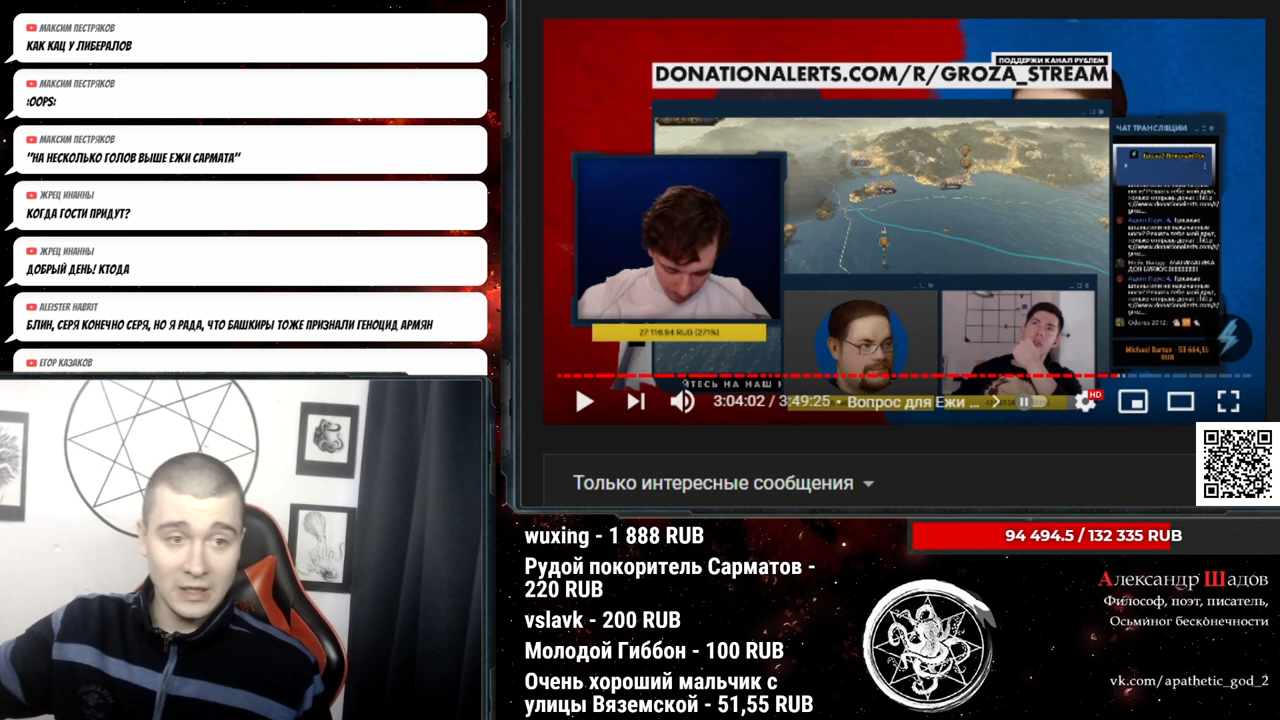 МАКСИМ ПЕСТРЯКОВ
КАК КАЦ У ЛИБЕРАЛОВ
МАКСИМ ПЕСТРЯКОВ
:OOPS:
МАКСИМ ПЕСТРЯКОВ
"НА НЕСКОЛЬКО ГОЛОВ ВЫШЕ ЕЖИ САРМАТА"
ЖРЕЦ ИНАННЫ
КОГДА ГОСТИ ПРИДУТ?
ЖРЕЦ ИНАННЫ
ДОБРЫЙ ДЕНЬ! КТОДА
ALEISTER HABRIT
БЛИН, СЕРЯ КОНЕЧНО СЕРЯ, НО Я РАДА, ЧТО БАШКИРЫ ТОЖЕ ПРИЗНАЛИ ГЕНОЦИД АРМЯН
ЕГОР КАЗАКОВ
ПОДДЕРЖИ КАНАЛ РУБЛЕМ
DONATIONALERTS.COM/R/GROZA_STREAM
ЧАТ ТРАНСЛЯЦИИ
27 116.94 RUB (271%)
ЙТЕСЬ НА НАШ
3:04:02 / 3:49:25 • Вопрос для Ежи ...
HD
Только интересные сообщения
wuxing - 1 888 RUB
Рудой покоритель Сарматов -
220 RUB
vslavk - 200 RUB
Молодой Гиббон - 100 RUB
Очень хороший мальчик с
улицы Вяземской - 51,55 RUB
94 494.5 / 132 335 RUB
Александр Шадов
Философ, поэт, писатель,
Осьминог бесконечности
vk.com/apathetic_god_2